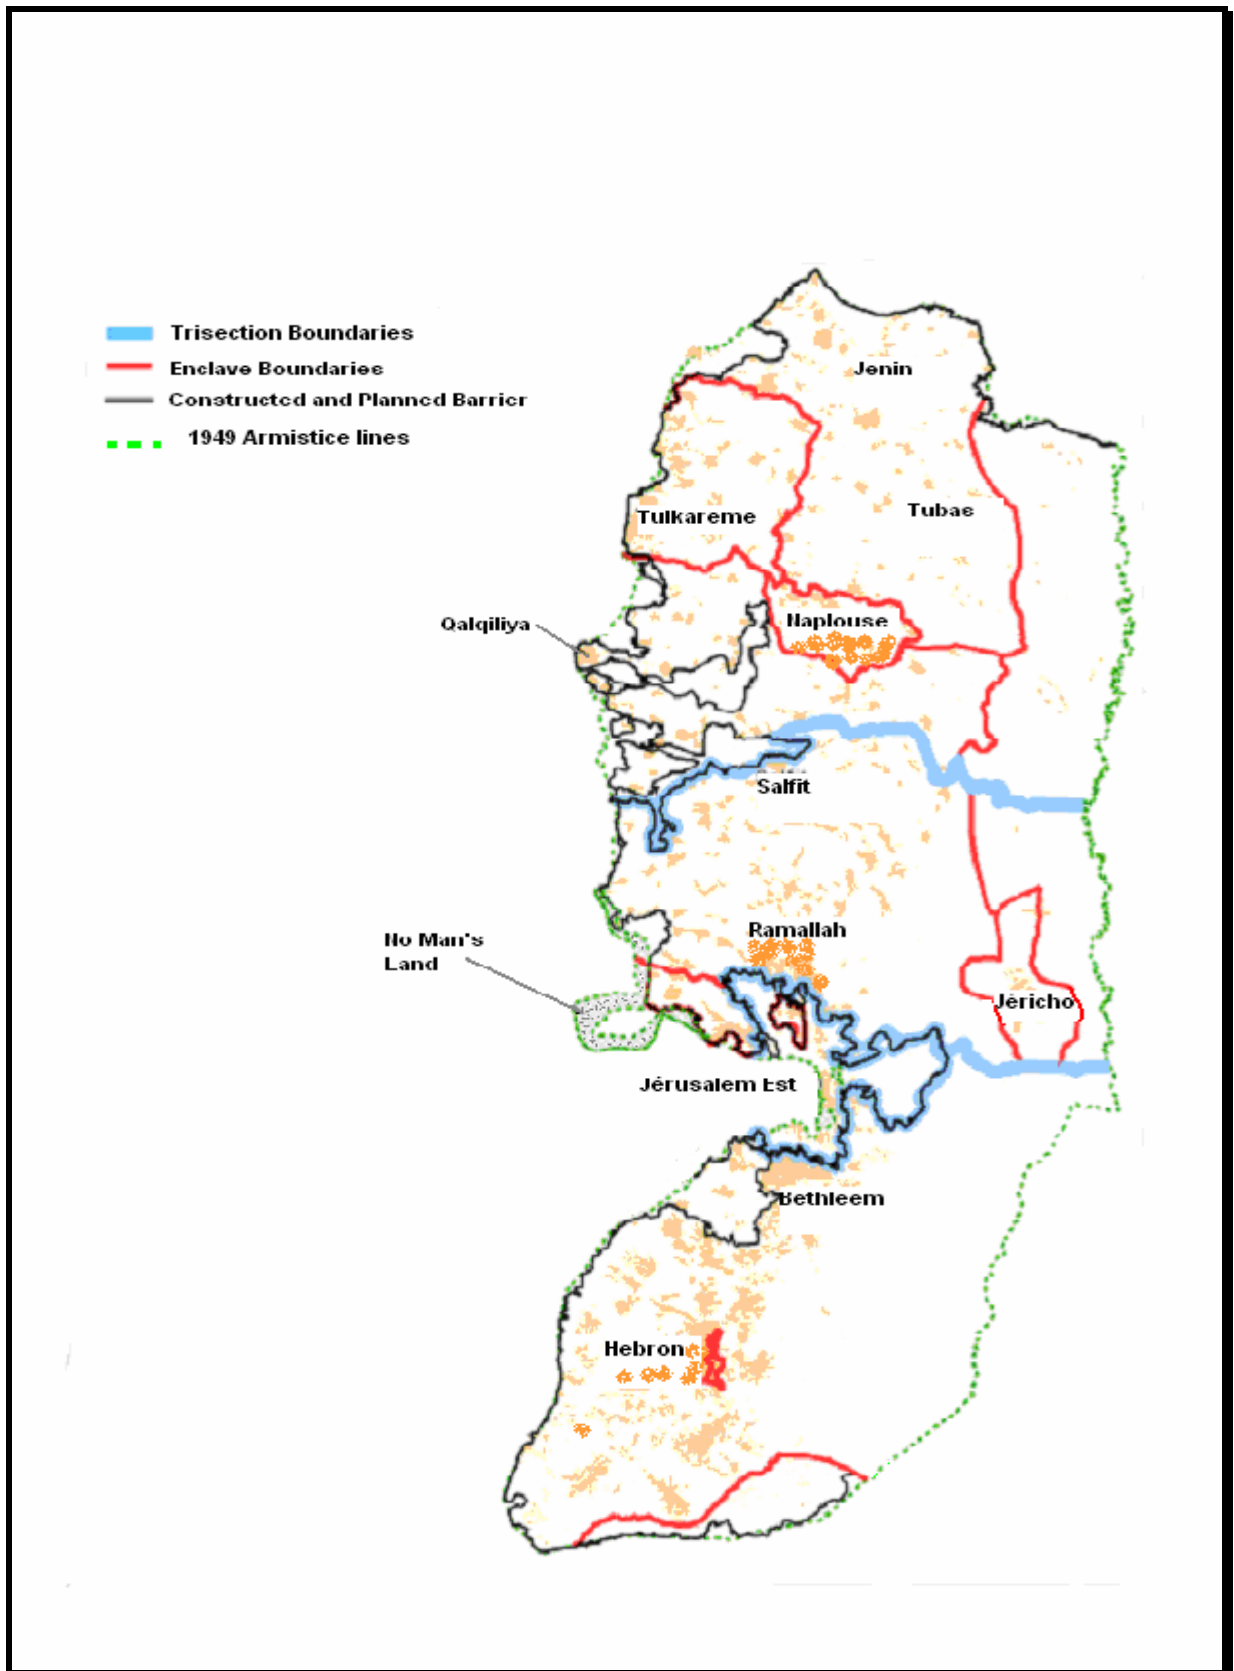 Trisection Boundaries
Enclave Boundaries
Constructed and Planned Barrier
1949 Armistice lines
Jenin
Tubas
Tulkareme
Naplouse
Qalqiliya
Salfit
Ramallah
No Man's
Land
Jéricho
Jérusalem Est
Bethleem
Hebron